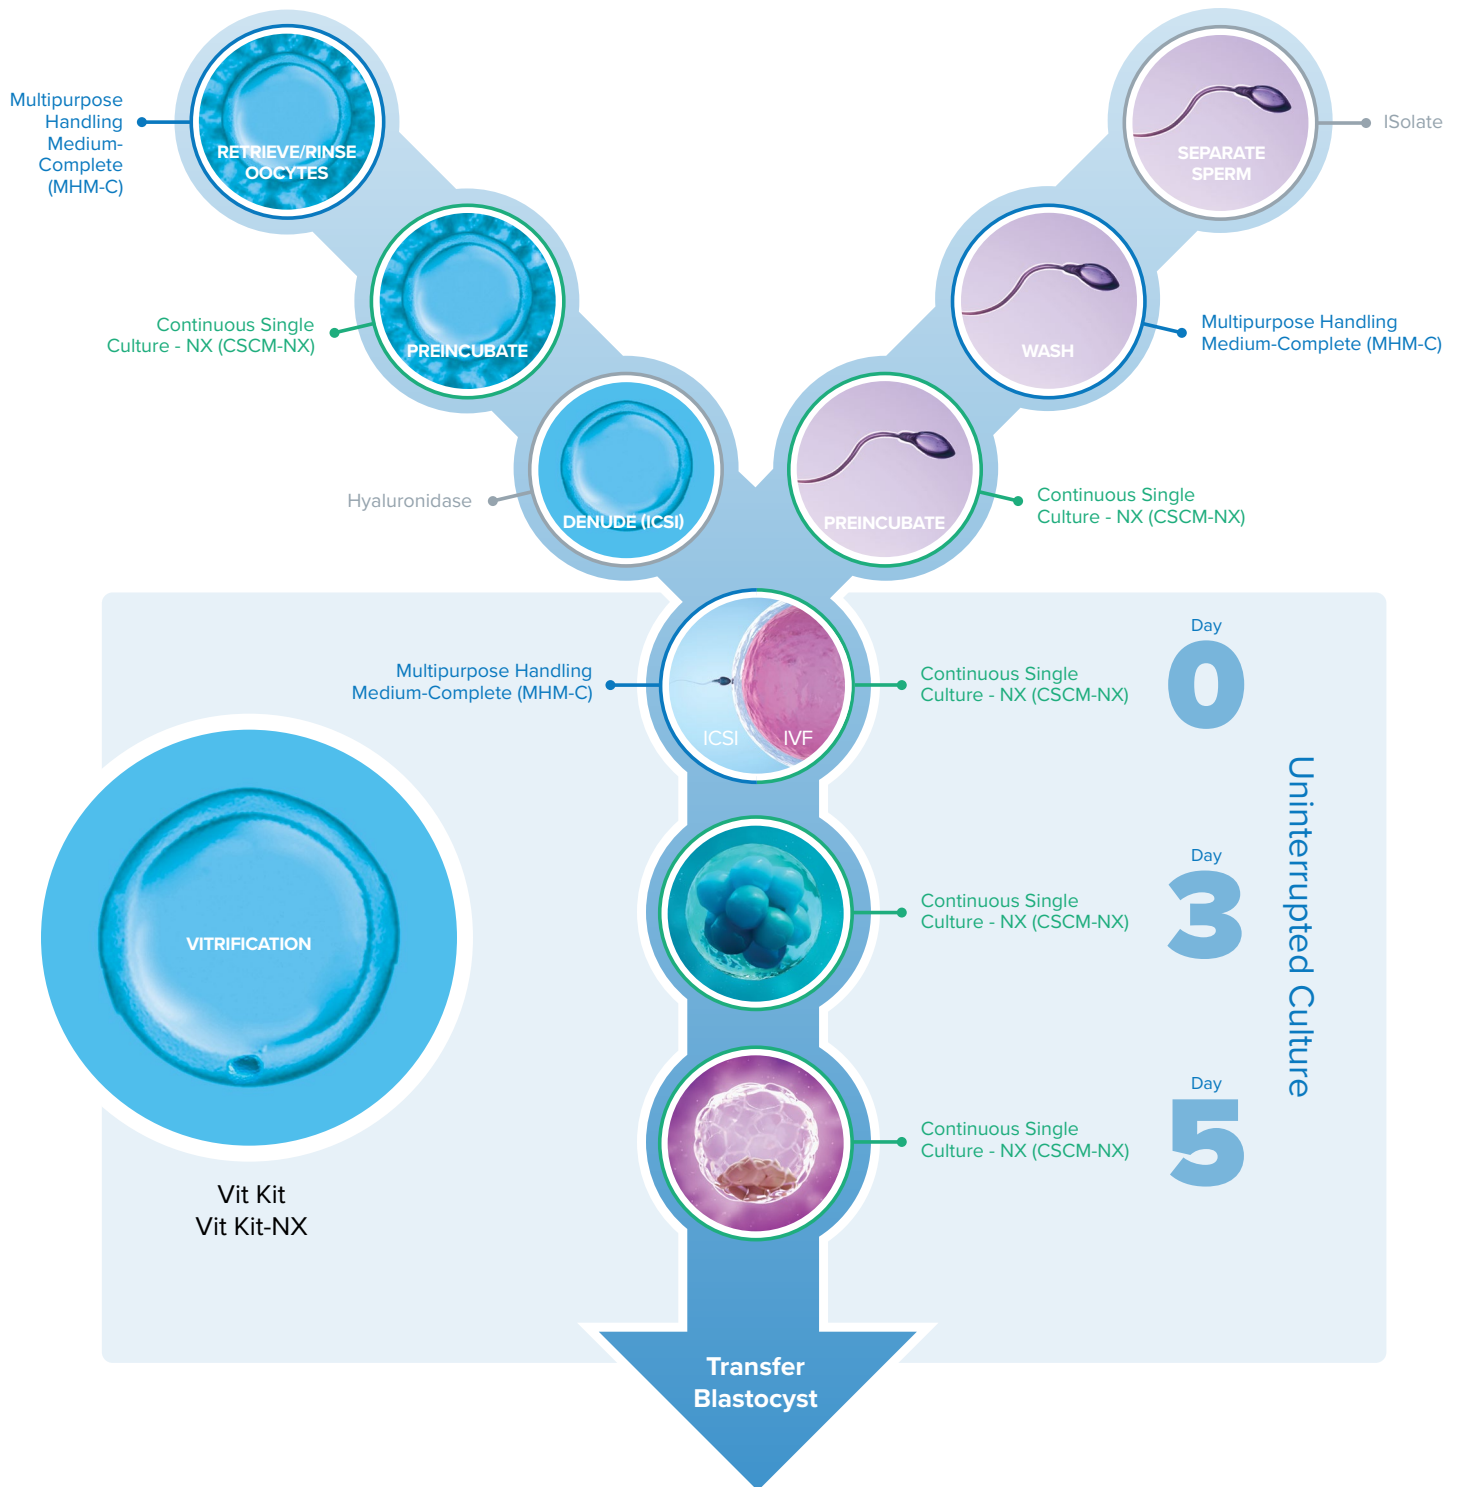 Multipurpose
Handling
Medium-
Complete
(MHM-C)
RETRIEVE/RINSE
OOCYTES
SEPARATE
SPERM
ISolate
Continuous Single
Culture - NX (CSCM-NX)
PREINCUBATE
WASH
Multipurpose Handling
Medium-Complete (MHM-C)
Hyaluronidase
DENUDE (ICSI)
PREINCUBATE
Continuous Single
Culture - NX (CSCM-NX)
Multipurpose Handling
Medium-Complete (MHM-C)
ICSI
IVF
Continuous Single
Culture - NX (CSCM-NX)
Day
0
VITRIFICATION
Vit Kit
Vit Kit-NX
Continuous Single
Culture - NX (CSCM-NX)
Day
3
Uninterrupted Culture
Continuous Single
Culture - NX (CSCM-NX)
Day
5
Transfer
Blastocyst